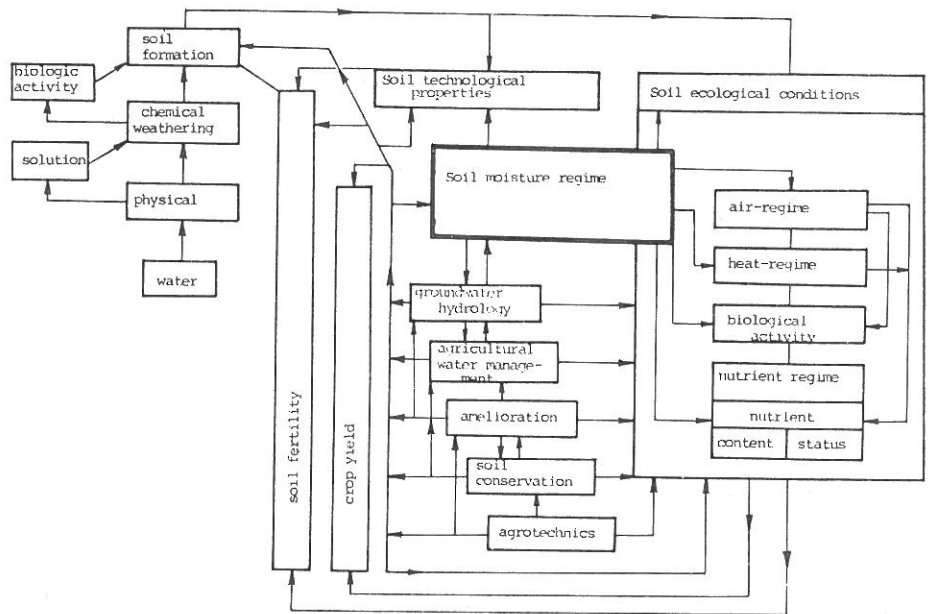 soil
formation
biologic
activity
chemical
weathering
solution
physical
water
soil fertility
crop yield
Soil technological
properties
Soil moisture regime
groundwater
hydrology
agricultural
water manage-
ment
amelioration
soil
conservation
agrotechnics
Soil ecological conditions
air-regime
heat-regime
biological
activity
nutrient regime
nutrient
content
status